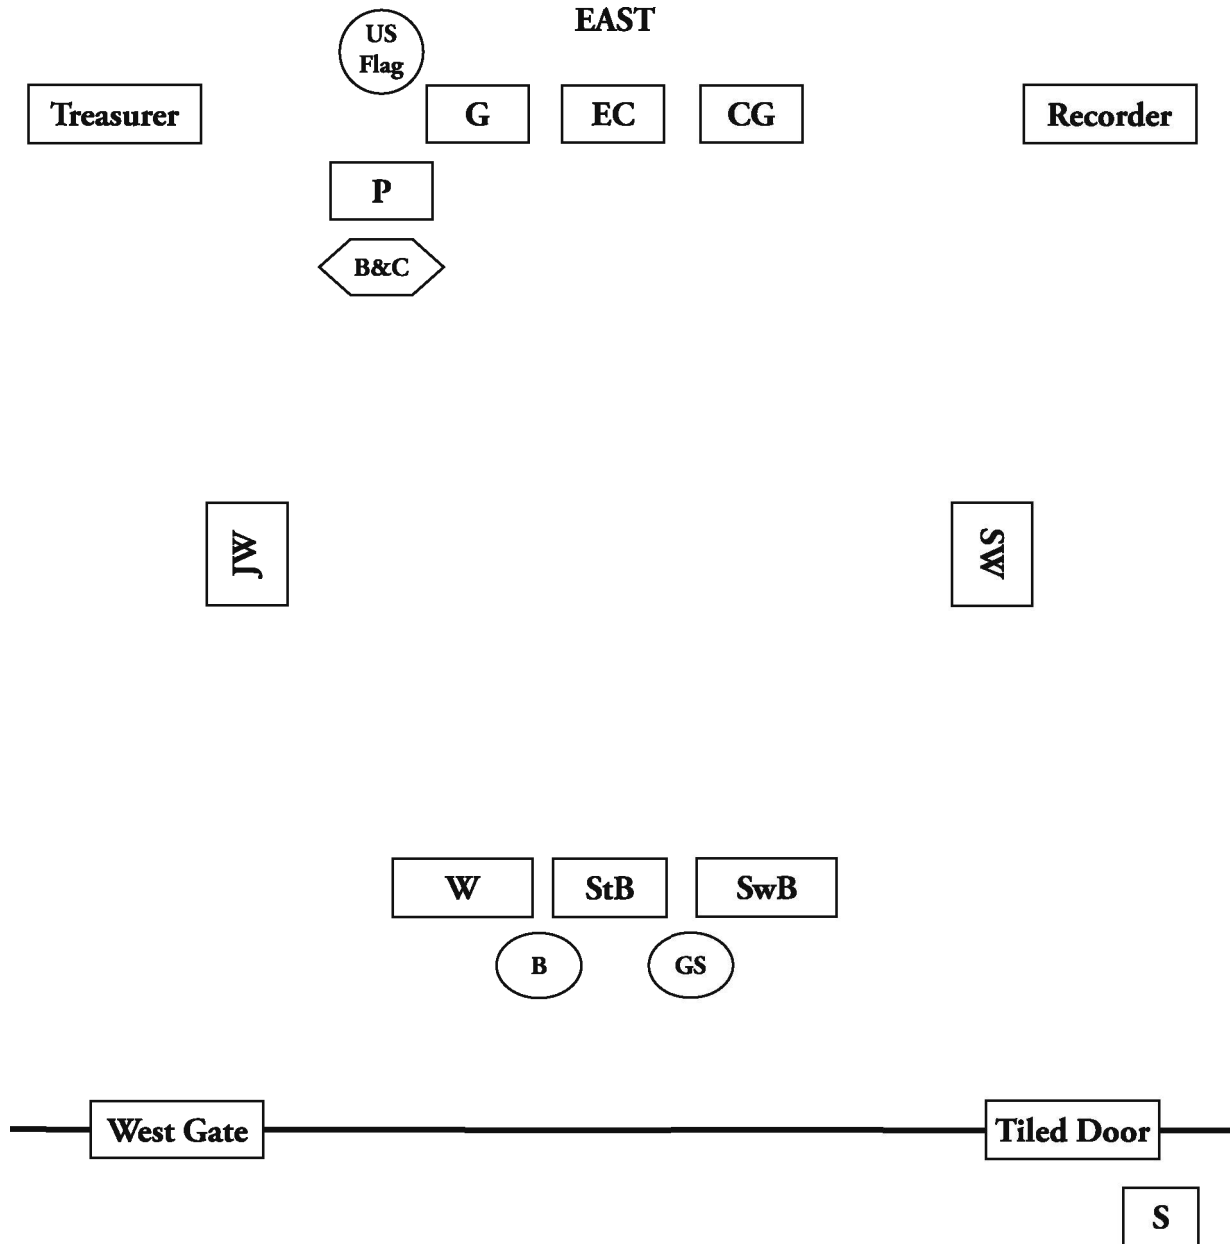 EAST
US
Flag
Treasurer
G
EC
CG
Recorder
P
B&C
JW
SW
W
StB
SwB
B
GS
West Gate
Tiled Door
S